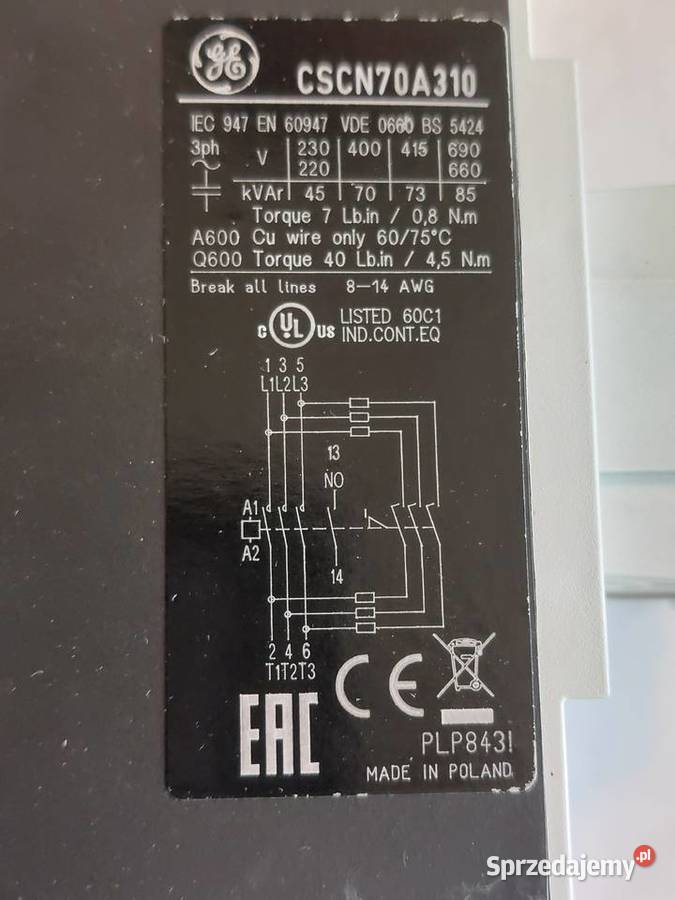 GE
CSCN70A310
IEC 947 EN 60947 VDE 0660 BS 5424
3ph V 230 400 415 690
220 660
kVAr 45 70 73 85
Torque 7 Lb.in / 0,8 N.m
A600 Cu wire only 60/75°C
Q600 Torque 40 Lb.in / 4,5 N.m
Break all lines 8-14 AWG
C UL US LISTED 60C1
IND.CONT.EQ
1 3 5
L1L2L3
13
NO
A1
A2
14
2 4 6
T1T2T3
CE
EAC
PLP843I
MADE IN POLAND
Sprzedajemy.pl